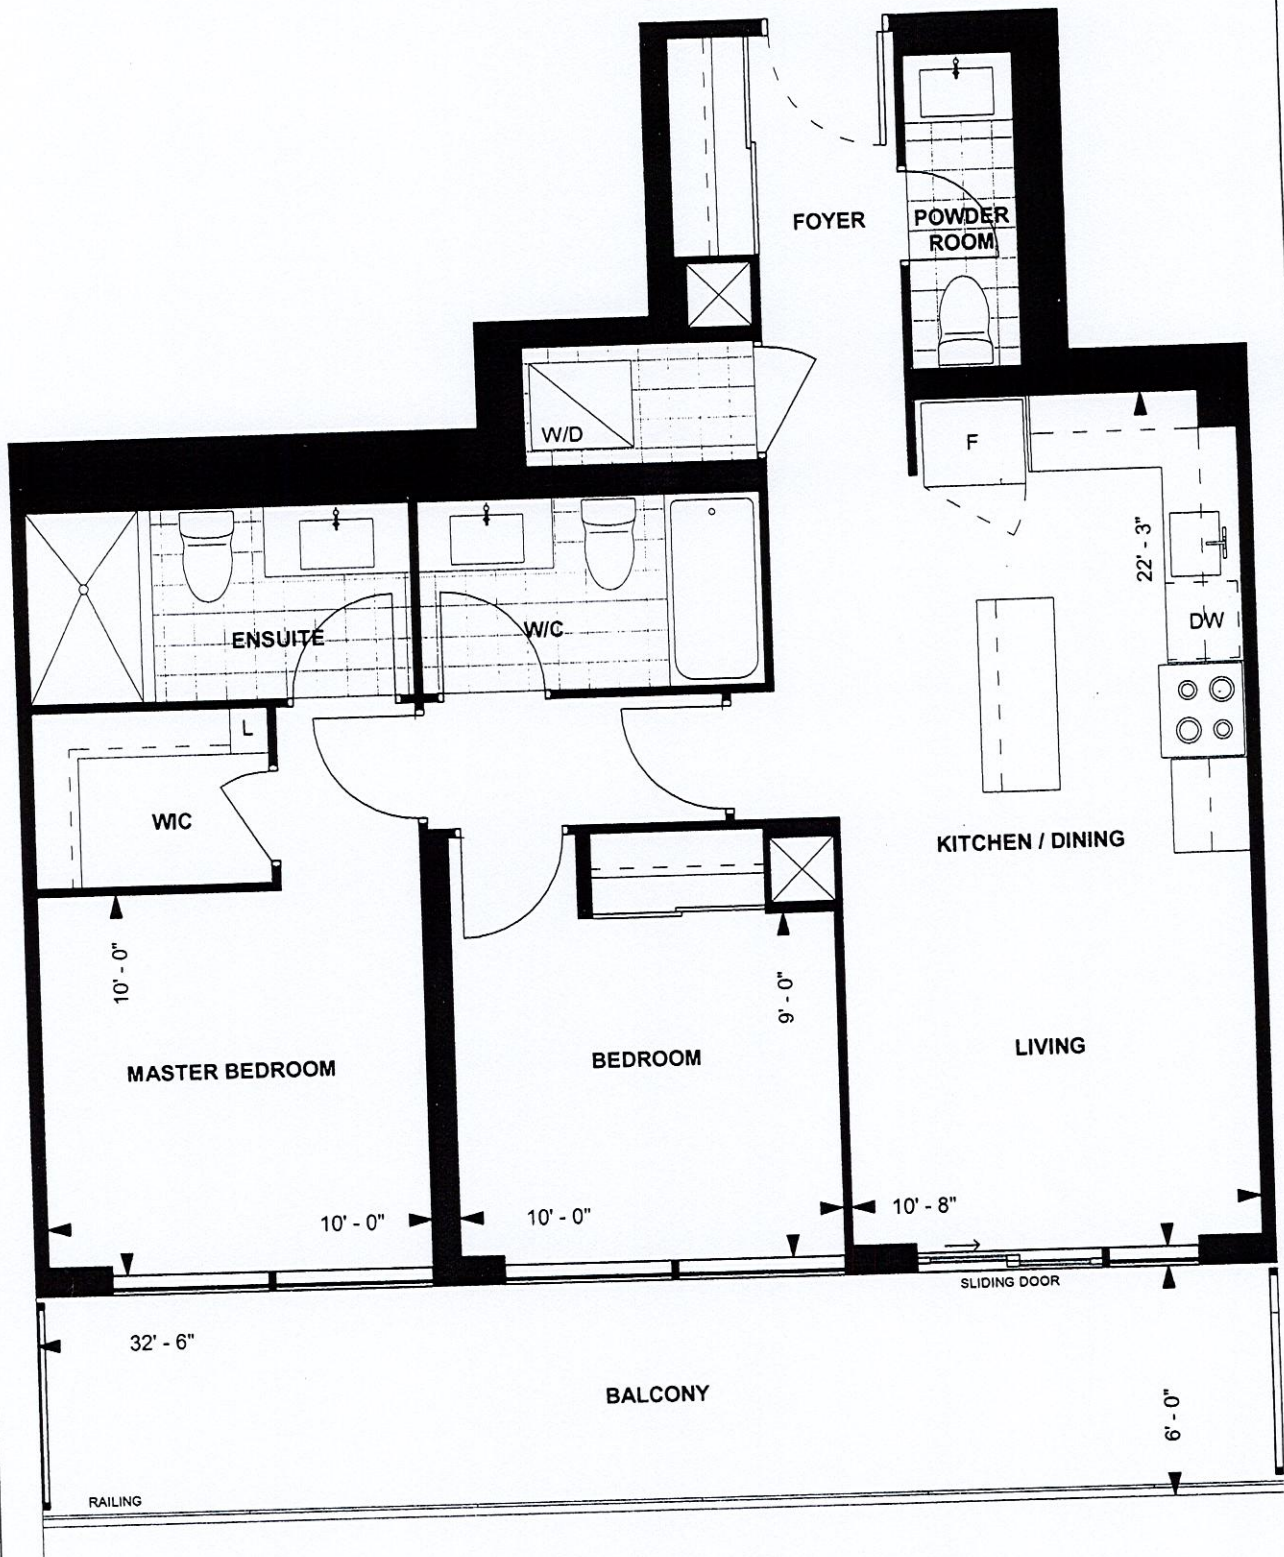 FOYER
POWDER
ROOM
W/D
F
22' - 3"
ENSUITE
W/C
DW
L
WIC
KITCHEN / DINING
10' - 0"
9' - 0"
MASTER BEDROOM
BEDROOM
LIVING
10' - 0"
10' - 0"
10' - 8"
SLIDING DOOR
32' - 6"
BALCONY
6' - 0"
RAILING